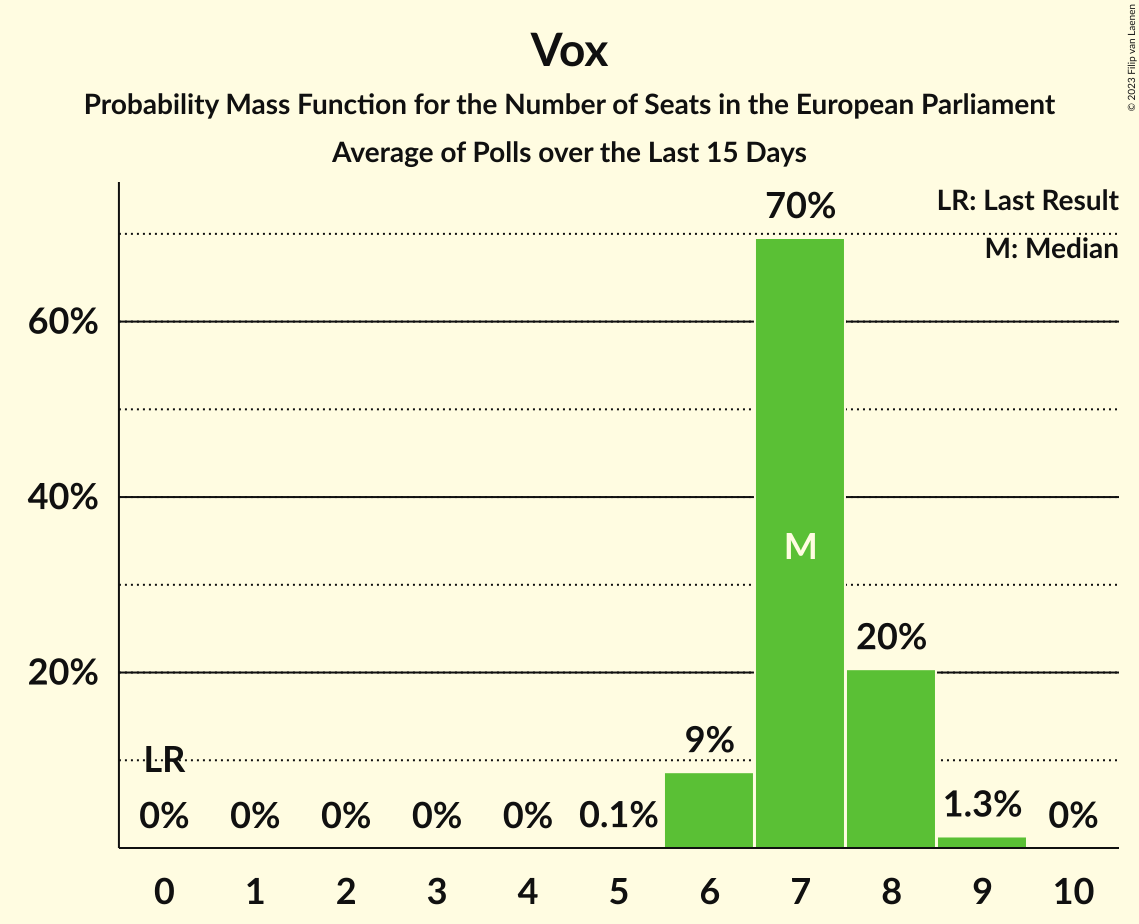 Vox
Probability Mass Function for the Number of Seats in the European Parliament
Average of Polls over the Last 15 Days
© 2023 Filip van Laenen
LR: Last Result
M: Median
60%
40%
20%
70%
M
20%
9%
LR
0% 0% 0% 0% 0% 0.1% 1.3% 0%
0 1 2 3 4 5 6 7 8 9 10